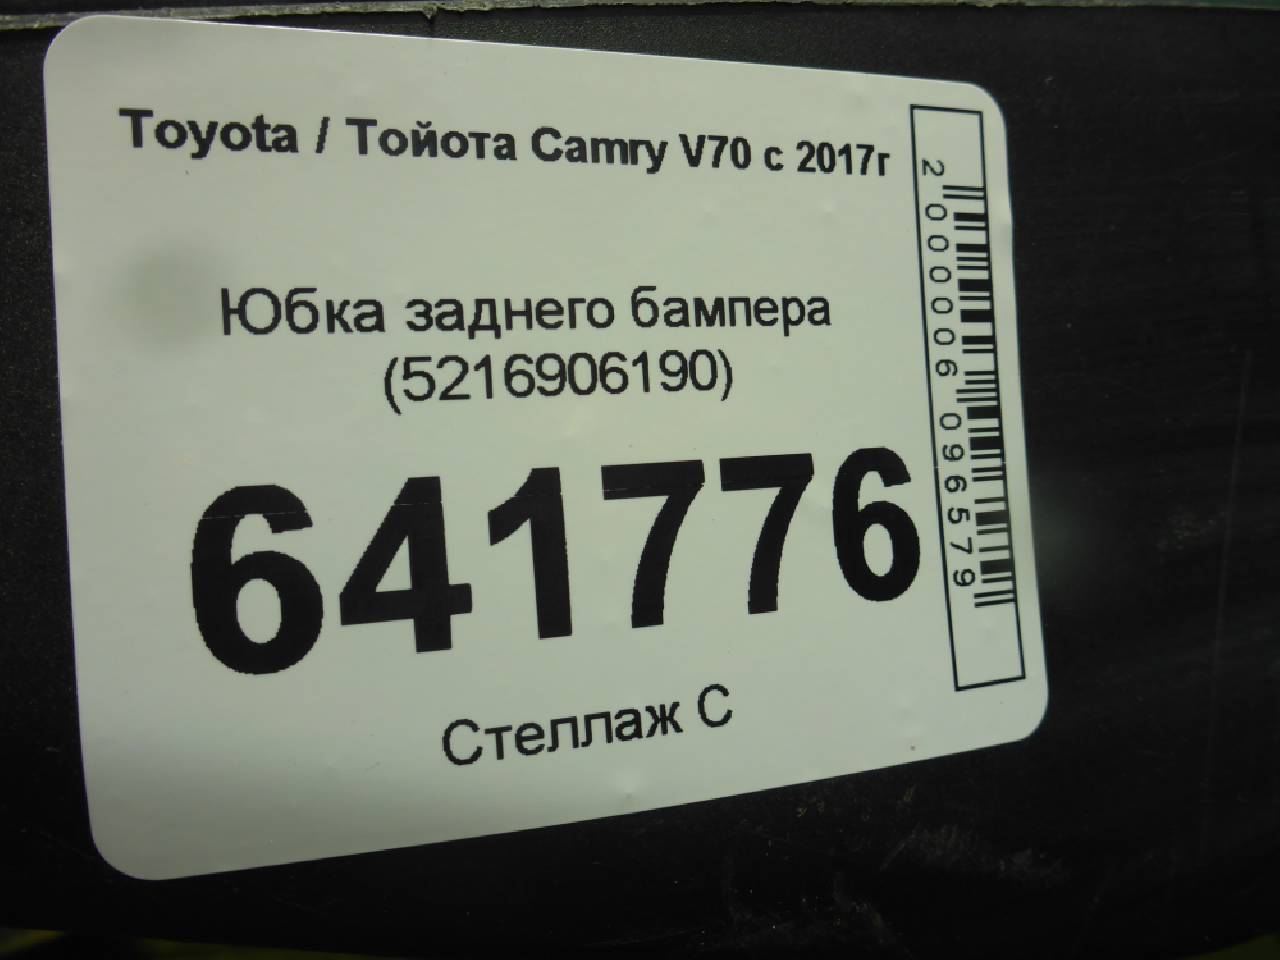 Toyota / Тойота Camry V70 с 2017г
Юбка заднего бампера
(5216906190)
641776
Стеллаж С
2 000006 096579